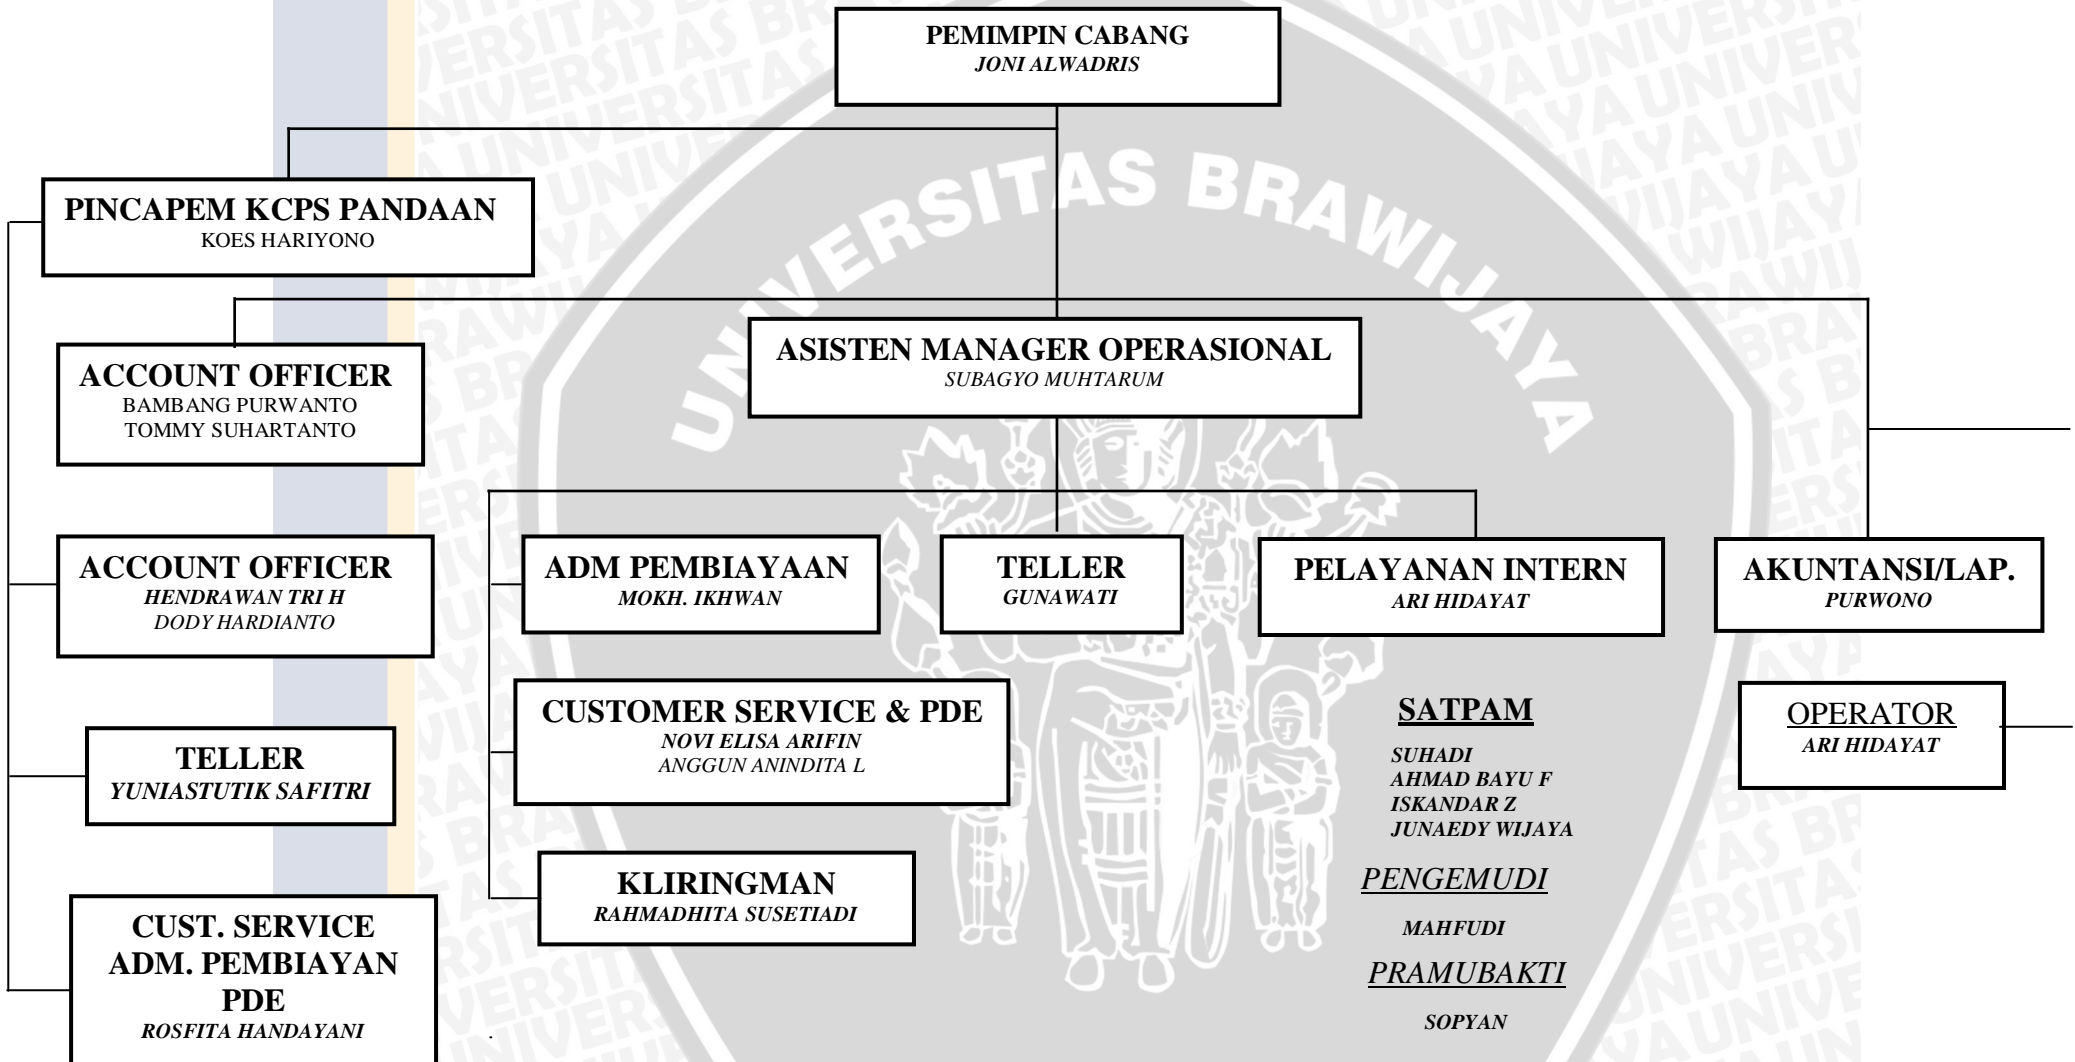 PEMIMPIN CABANG
JONI ALWADRIS
PINCAPEM KCPS PANDAAN
KOES HARIYONO
ACCOUNT OFFICER
BAMBANG PURWANTO
TOMMY SUHARTANTO
ASISTEN MANAGER OPERASIONAL
SUBAGYO MUHTARUM
ACCOUNT OFFICER
HENDRAWAN TRI H
DODY HARDIANTO
ADM PEMBIAYAAN
MOKH. IKHWAN
TELLER
GUNAWATI
PELAYANAN INTERN
ARI HIDAYAT
AKUNTANSI/LAP.
PURWONO
TELLER
YUNIASTUTIK SAFITRI
CUSTOMER SERVICE & PDE
NOVI ELISA ARIFIN
ANGGUN ANINDITA L
SATPAM
SUHADI
AHMAD BAYU F
ISKANDAR Z
JUNAEDY WIJAYA
OPERATOR
ARI HIDAYAT
CUST. SERVICE
ADM. PEMBIAYAN
PDE
ROSFITA HANDAYANI
KLIRINGMAN
RAHMADHITA SUSETIADI
PENGEMUDI
MAHFUDI
PRAMUBAKTI
SOPYAN
.
UNIVERSITAS BRAWIJAYA